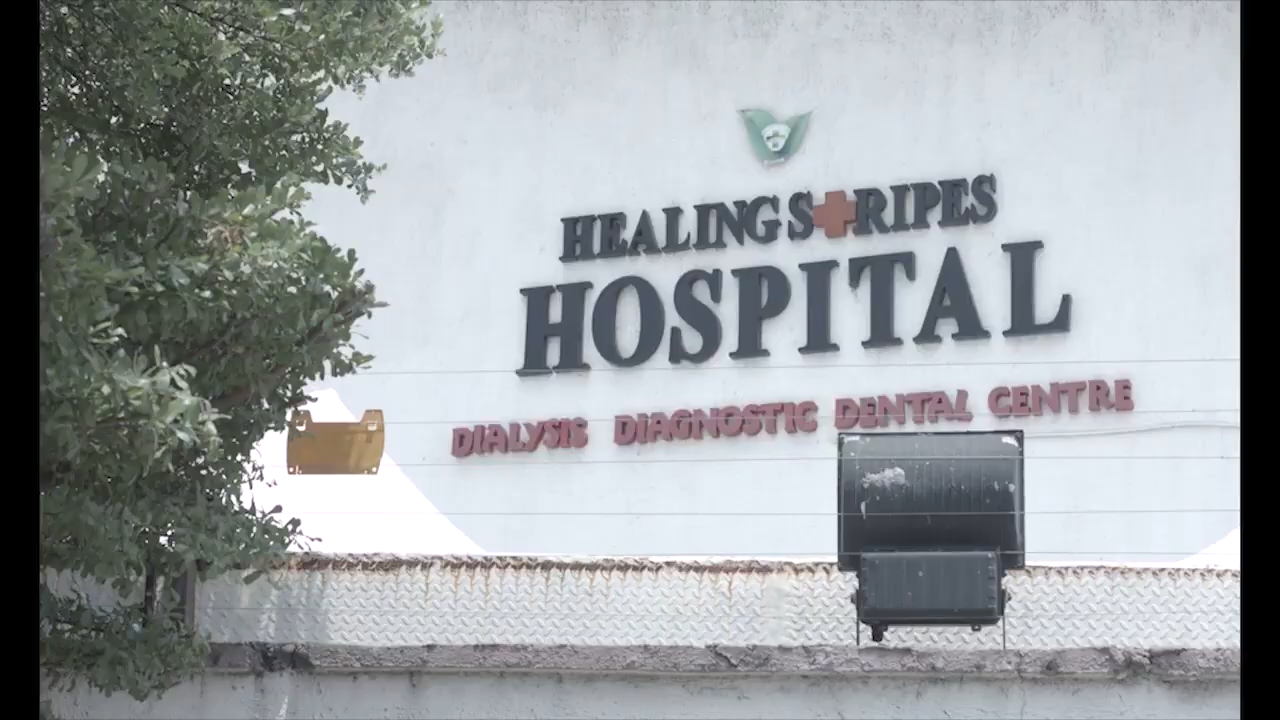 HEALING STRIPES
HOSPITAL
DIALYSIS DIAGNOSTIC DENTAL CENTRE